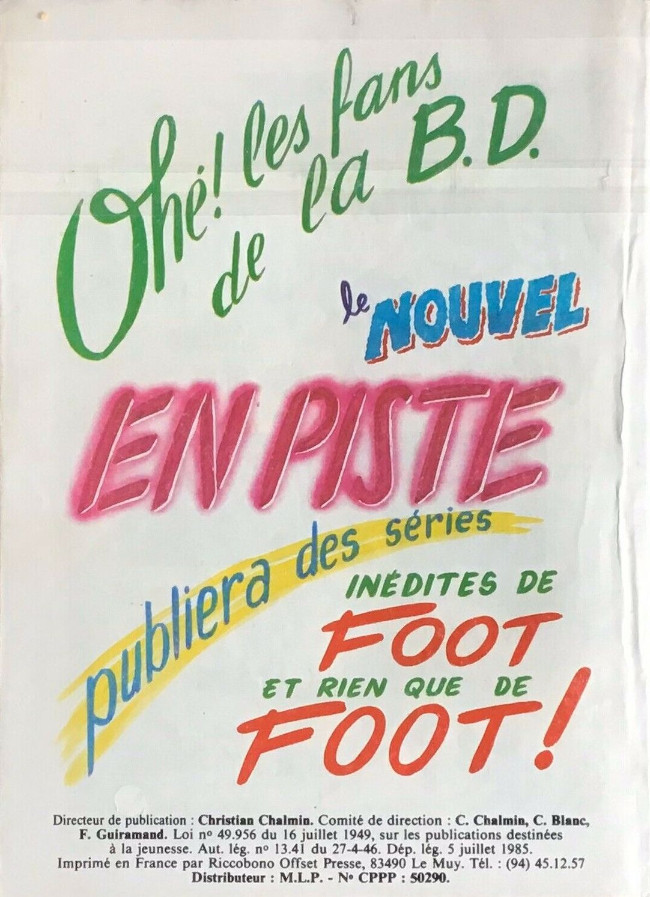 Ohé! les fans
de la B.D.
le NOUVEL
EN PISTE
publiera des séries
INÉDITES DE
FOOT
ET RIEN QUE DE
FOOT!
Directeur de publication : Christian Chalmin. Comité de direction : C. Chalmin, C. Blanc,
F. Guiramand. Loi nº 49.956 du 16 juillet 1949, sur les publications destinées
à la jeunesse. Aut. lég. nº 13.41 du 27-4-46. Dép. lég. 5 juillet 1985.
Imprimé en France par Riccobono Offset Presse, 83490 Le Muy. Tél. : (94) 45.12.57
Distributeur : M.L.P. - Nº CPPP : 50290.